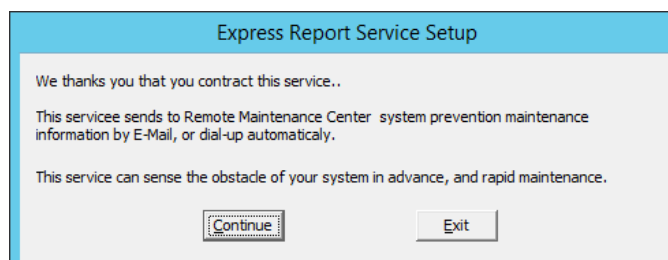 Express Report Service Setup
We thanks you that you contract this service..
This servicee sends to Remote Maintenance Center system prevention maintenance
information by E-Mail, or dial-up automaticaly.
This service can sense the obstacle of your system in advance, and rapid maintenance.
Continue Exit